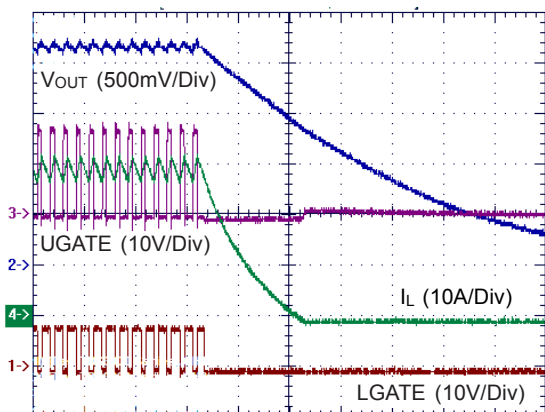 VOUT (500mV/Div)
3->
UGATE (10V/Div)
2->
IL (10A/Div)
4->
1->
LGATE (10V/Div)